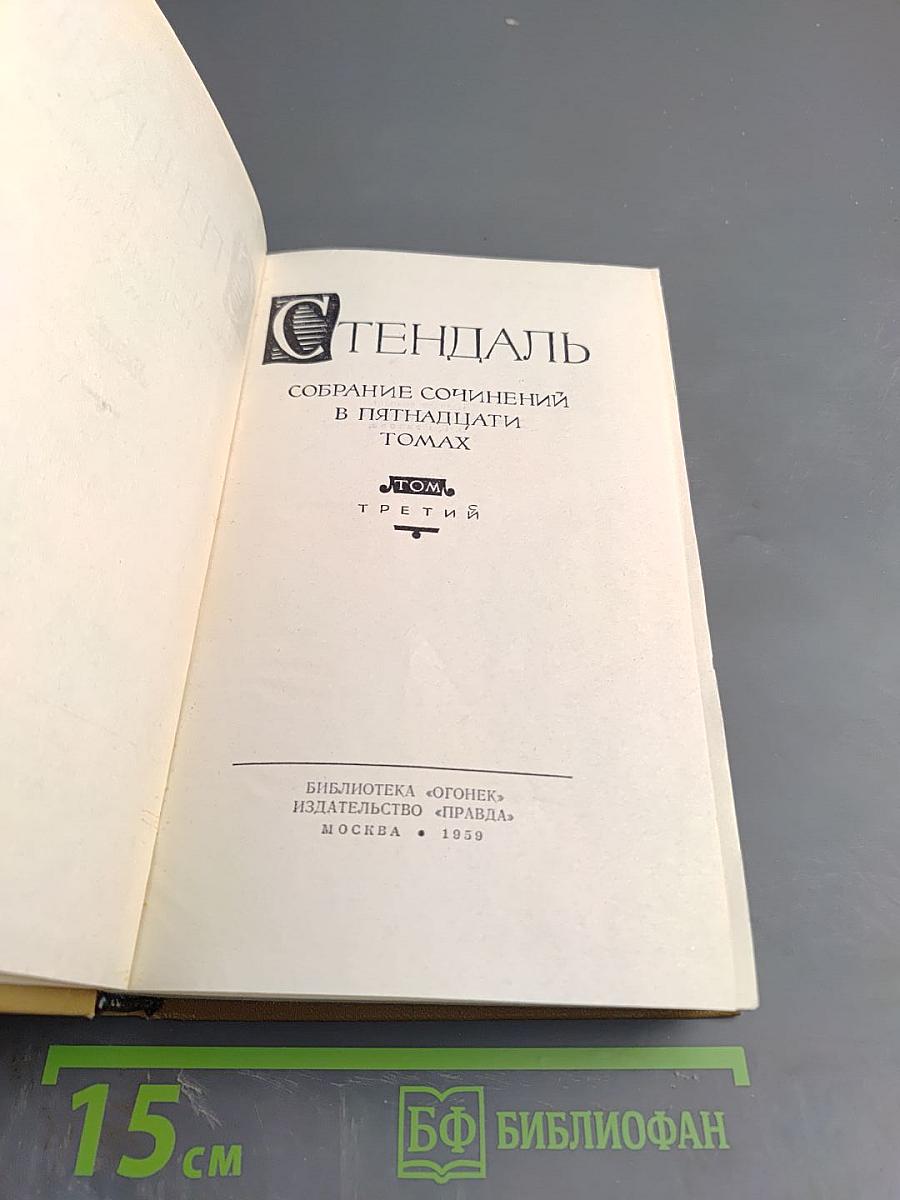 СТЕНДАЛЬ
СОБРАНИЕ СОЧИНЕНИЙ
В ПЯТНАДЦАТИ
ТОМАХ
ТОМ
ТРЕТИЙ
БИБЛИОТЕКА «ОГОНЕК»
ИЗДАТЕЛЬСТВО «ПРАВДА»
МОСКВА • 1959
15 см
БФ БИБЛИОФАН